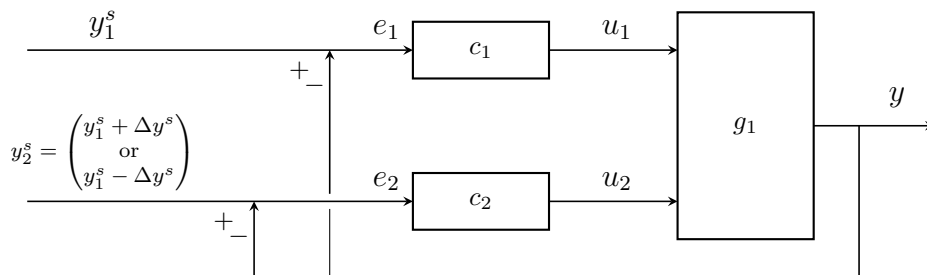 y_1^s
e_1
c_1
u_1
+
−
g_1
y
y_2^s = ( y_1^s + Δy^s
or
y_1^s − Δy^s )
e_2
c_2
u_2
+
−